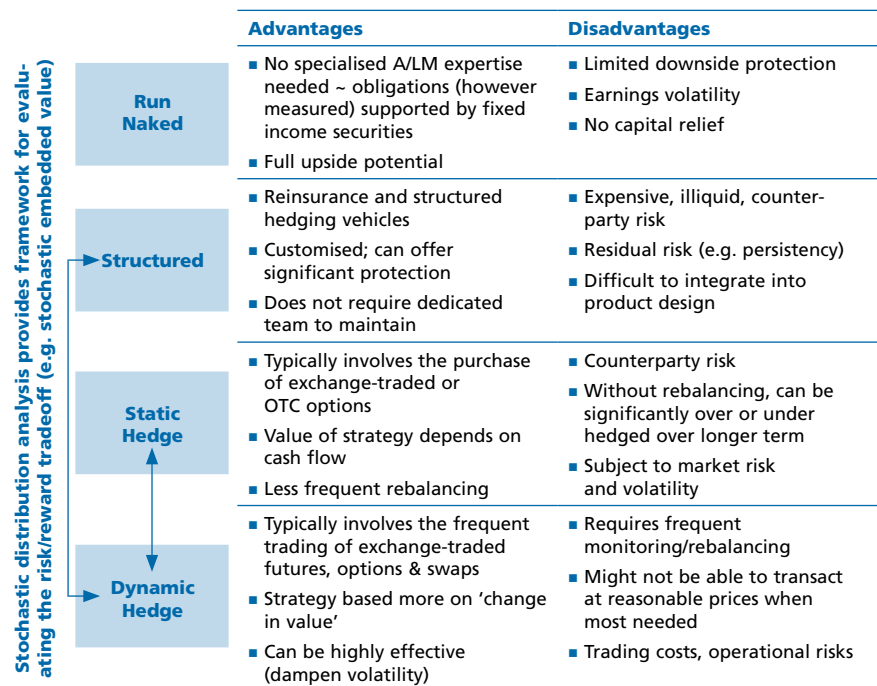 Stochastic distribution analysis provides framework for evalu-
ating the risk/reward tradeoff (e.g. stochastic embedded value)
Advantages
Disadvantages
Run
Naked
■ No specialised A/LM expertise
needed ~ obligations (however
measured) supported by fixed
income securities
■ Full upside potential
■ Limited downside protection
■ Earnings volatility
■ No capital relief
Structured
■ Reinsurance and structured
hedging vehicles
■ Customised; can offer
significant protection
■ Does not require dedicated
team to maintain
■ Expensive, illiquid, counter-
party risk
■ Residual risk (e.g. persistency)
■ Difficult to integrate into
product design
Static
Hedge
■ Typically involves the purchase
of exchange-traded or
OTC options
■ Value of strategy depends on
cash flow
■ Less frequent rebalancing
■ Counterparty risk
■ Without rebalancing, can be
significantly over or under
hedged over longer term
■ Subject to market risk
and volatility
Dynamic
Hedge
■ Typically involves the frequent
trading of exchange-traded
futures, options & swaps
■ Strategy based more on ‘change
in value’
■ Can be highly effective
(dampen volatility)
■ Requires frequent
monitoring/rebalancing
■ Might not be able to transact
at reasonable prices when
most needed
■ Trading costs, operational risks